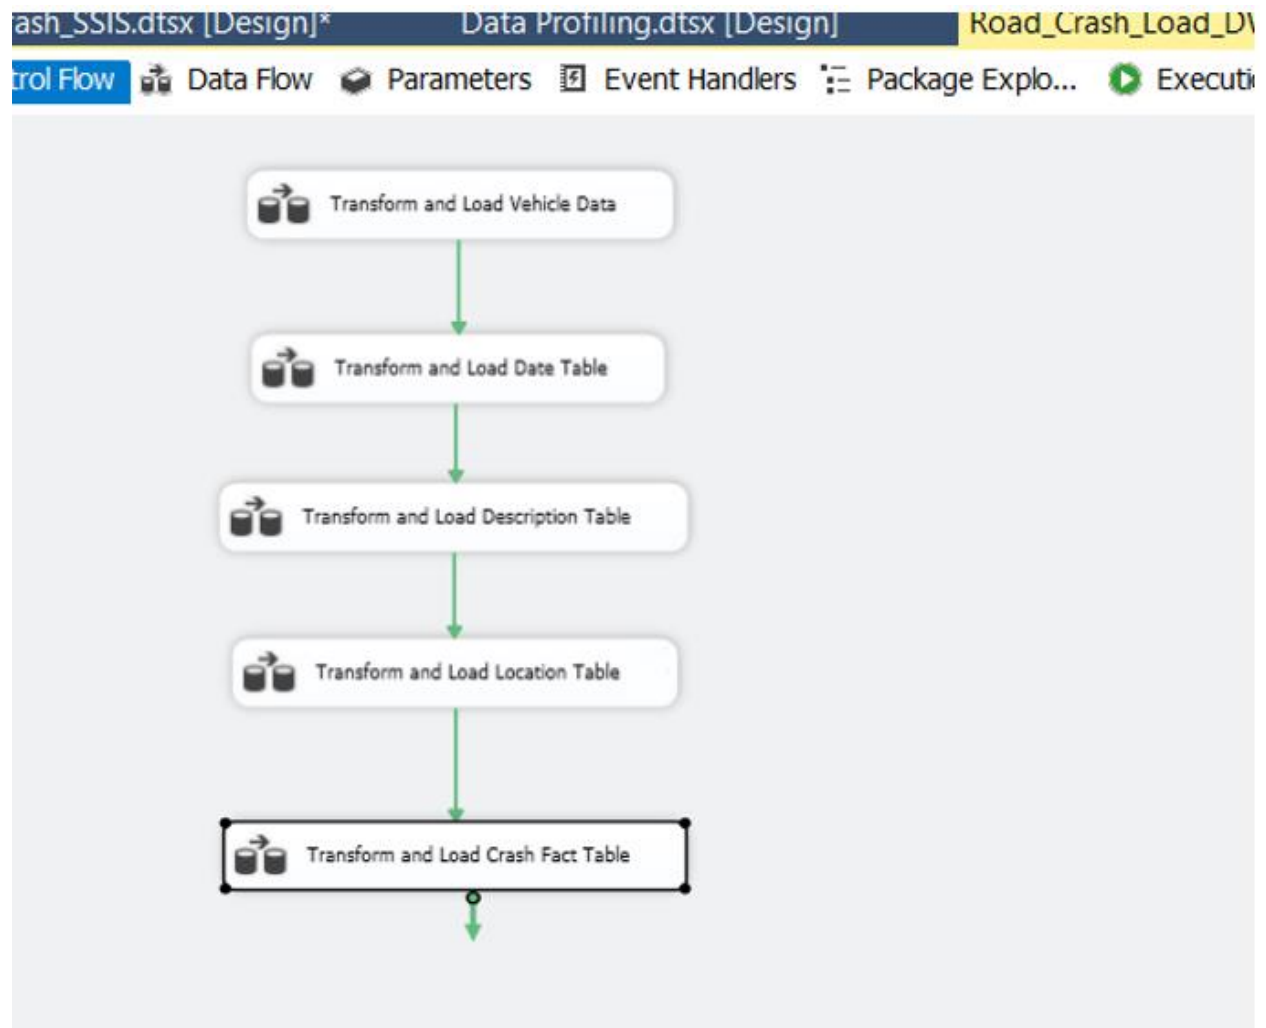 ash_SSIS.dtsx [Design]* Data Profiling.dtsx [Design] Road_Crash_Load_DW
trol Flow Data Flow Parameters Event Handlers Package Explo... Executi
Transform and Load Vehicle Data
Transform and Load Date Table
Transform and Load Description Table
Transform and Load Location Table
Transform and Load Crash Fact Table